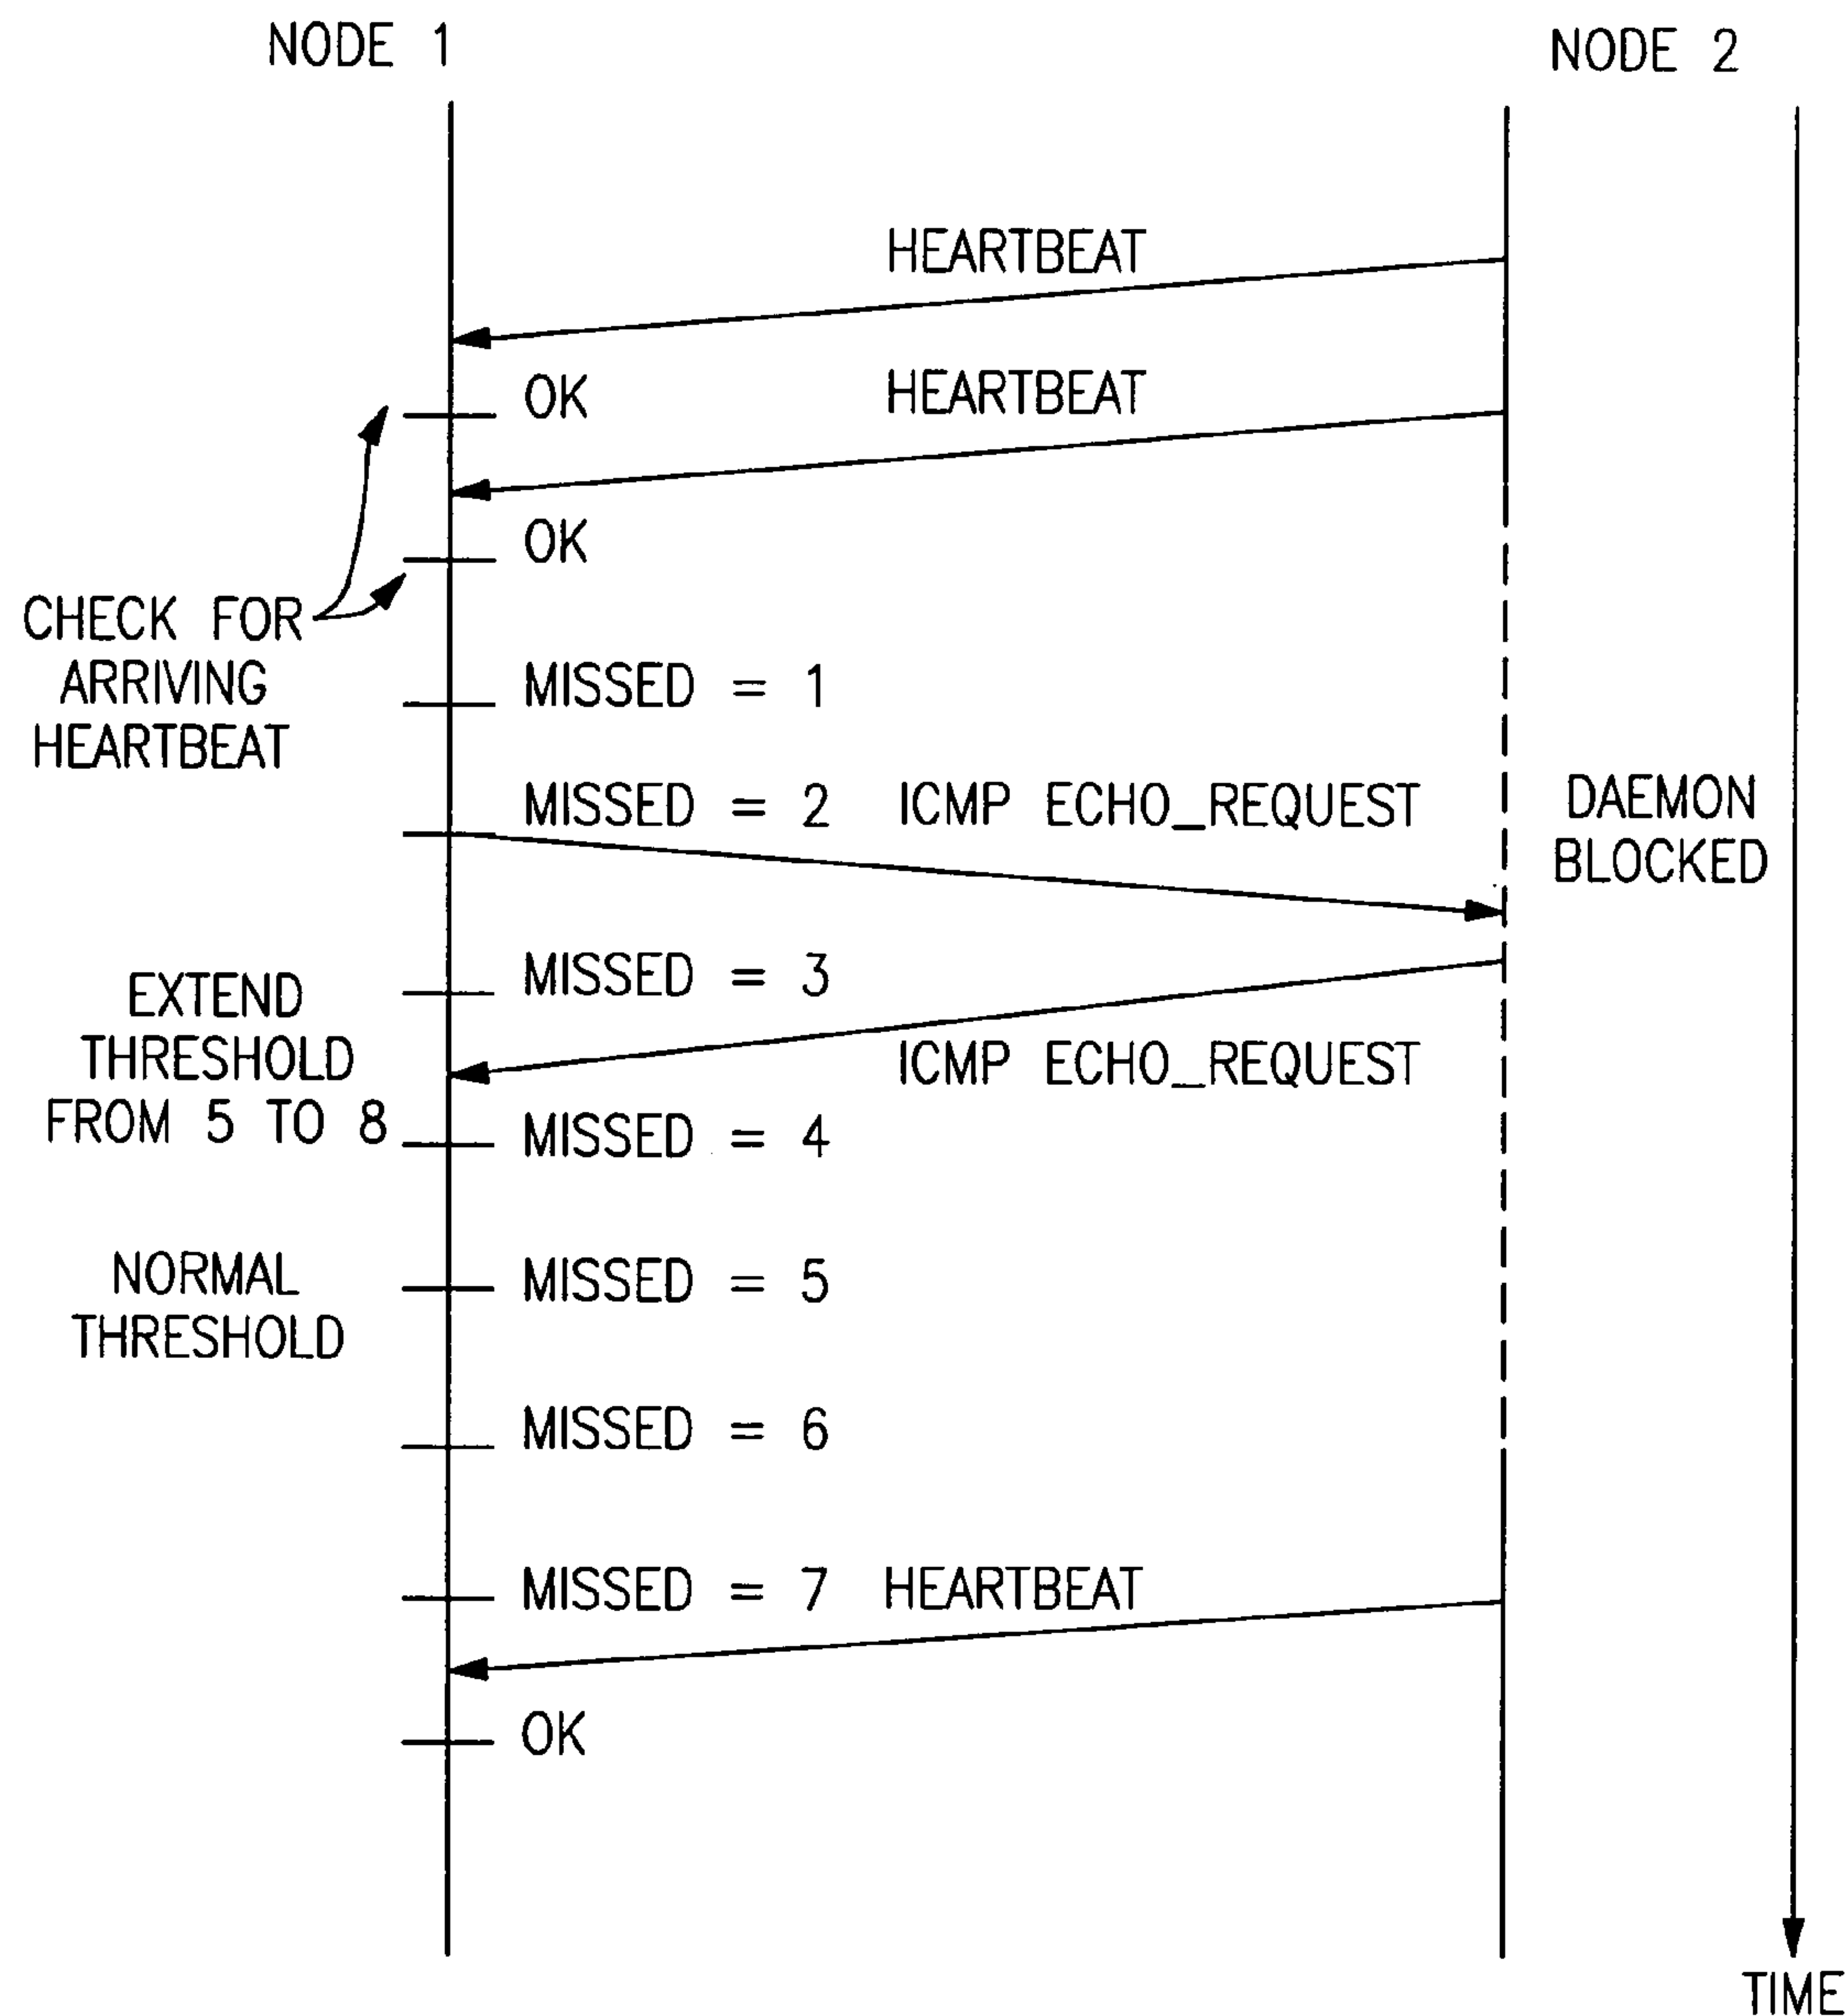 NODE 1
NODE 2
HEARTBEAT
OK
HEARTBEAT
OK
CHECK FOR
ARRIVING
HEARTBEAT
MISSED = 1
MISSED = 2
ICMP ECHO_REQUEST
DAEMON
BLOCKED
MISSED = 3
EXTEND
THRESHOLD
FROM 5 TO 8
ICMP ECHO_REQUEST
MISSED = 4
NORMAL
THRESHOLD
MISSED = 5
MISSED = 6
MISSED = 7
HEARTBEAT
OK
TIME